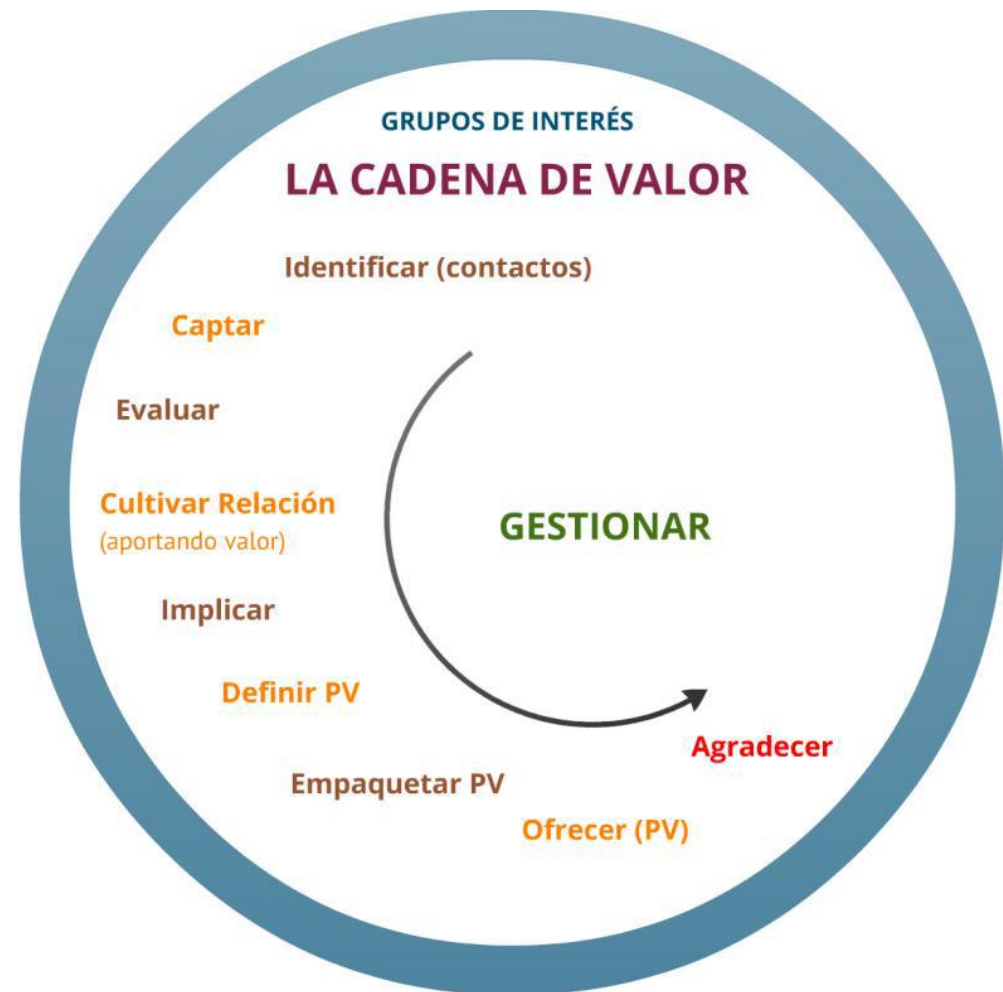 GRUPOS DE INTERÉS
LA CADENA DE VALOR
Identificar (contactos)
Captar
Evaluar
Cultivar Relación
(aportando valor)
GESTIONAR
Implicar
Definir PV
Agradecer
Empaquetar PV
Ofrecer (PV)